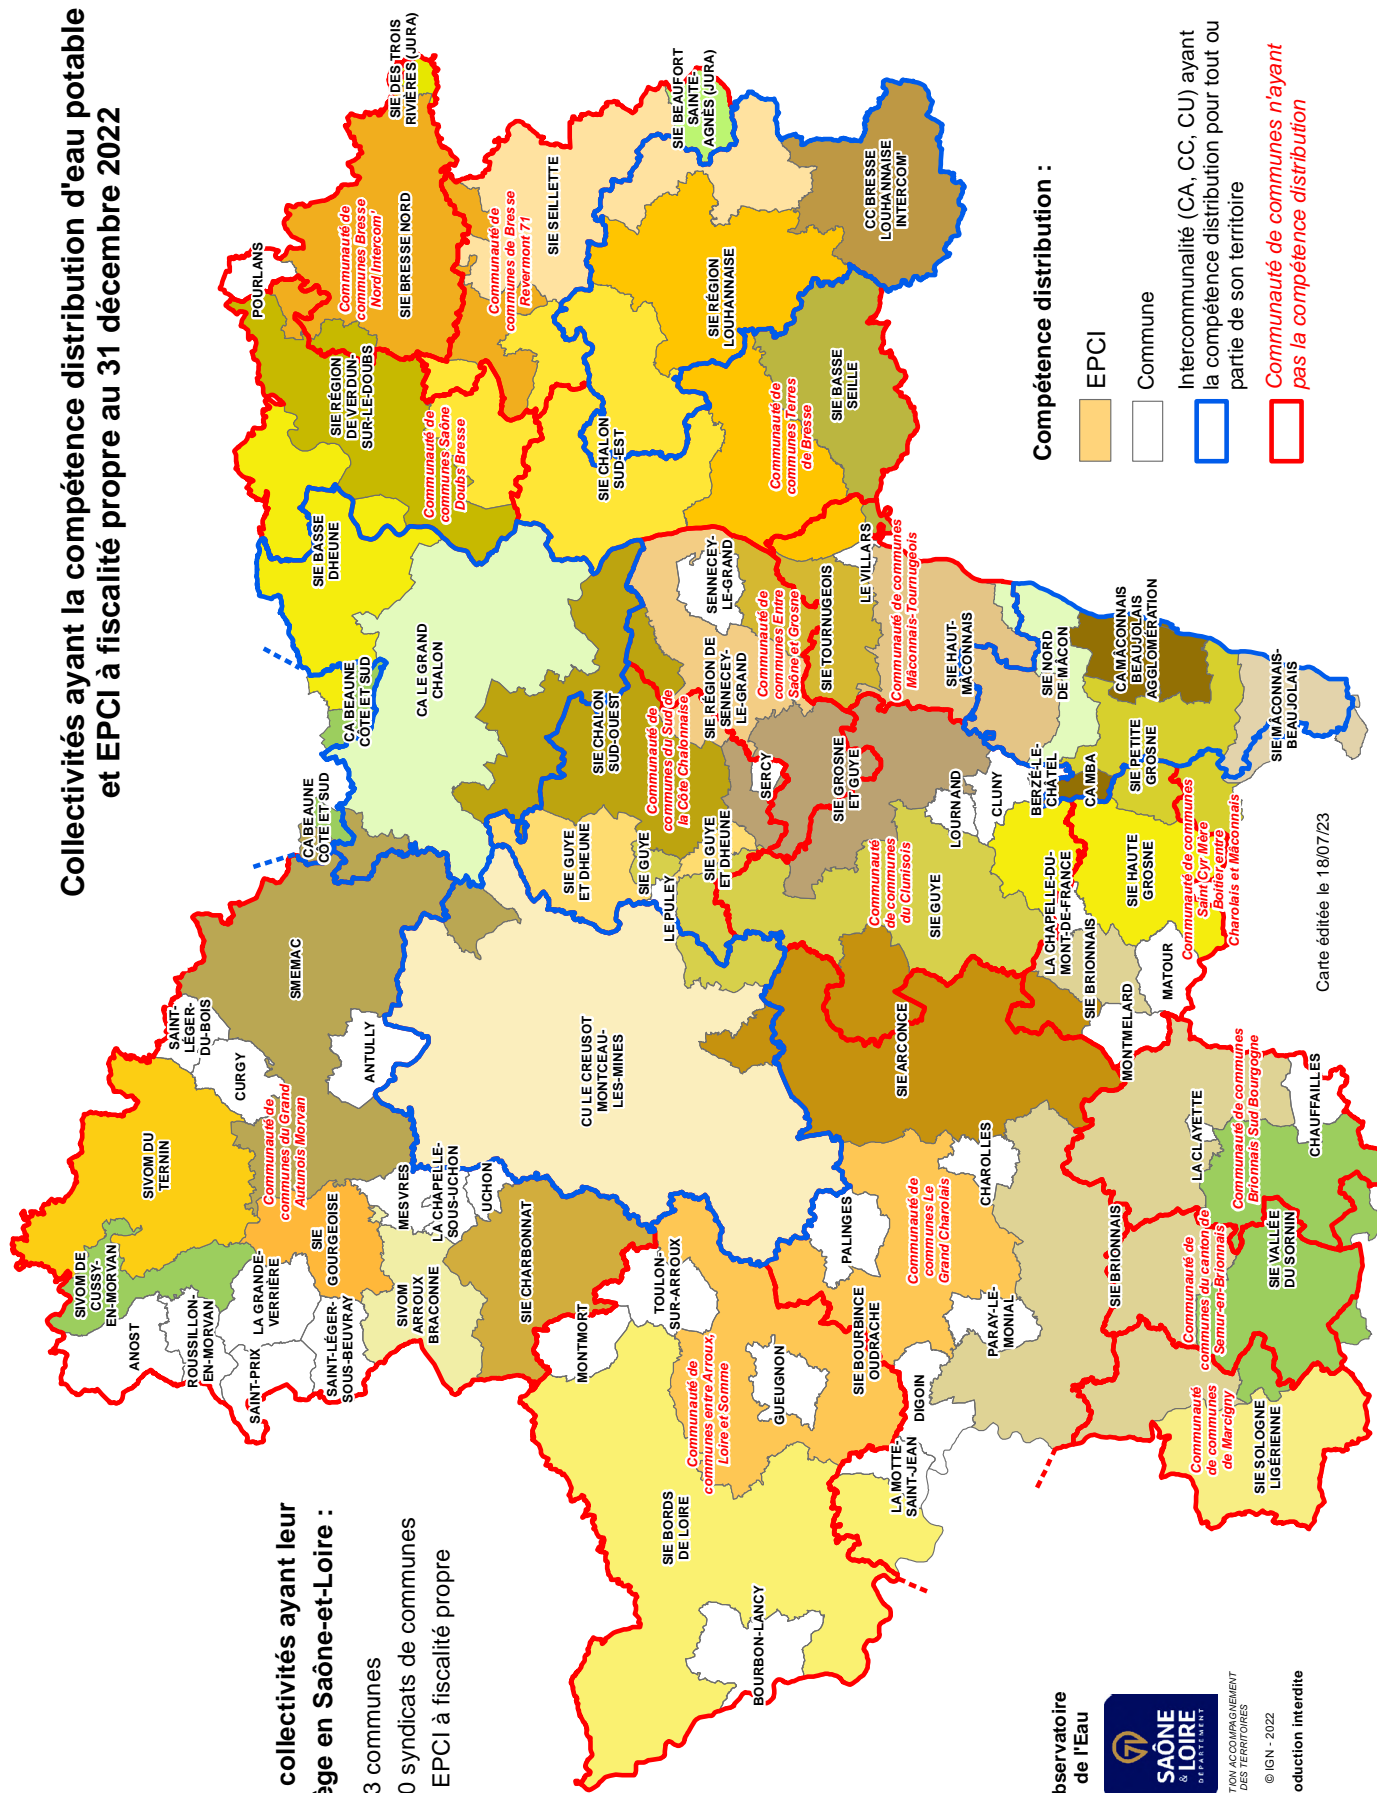 Collectivités ayant la compétence distribution d'eau potable
et EPCI à fiscalité propre au 31 décembre 2022
collectivités ayant leur
ège en Saône-et-Loire :
3 communes
0 syndicats de communes
EPCI à fiscalité propre
SIVOM DE
CUSSY-
EN-MORVAN
SIVOM DU
TERNIN
ANOST
ROUSSILLON-
EN-MORVAN
LA GRANDE-
VERRIÈRE
SAINT-PRIX
SAINT-LÉGER-
SOUS-BEUVRAY
SIE
GOURGEOISE
SIVOM
ARROUX
BRACONNE
Communauté de
communes du Grand
Autunois Morvan
CURGY
SAINT-
LÉGER-
DU-BOIS
SMEMAC
ANTULLY
MESVRES
LA CHAPELLE-
SOUS-UCHON
UCHON
SIE CHARBONNAT
MONTMORT
TOULON-
SUR-ARROUX
CU LE CREUSOT
MONTCEAU-
LES-MINES
CA BEAUNE
CÔTE ET SUD
CA BEAUNE
CÔTE ET SUD
CA LE GRAND
CHALON
SIE BASSE
DHEUNE
SIE RÉGION
DE VERDUN-
SUR-LE-DOUBS
POURLANS
Communauté de
communes Bresse
Nord Intercom'
SIE BRESSE NORD
SIE DES TROIS
RIVIÈRES (JURA)
Communauté de
communes Saône
Doubs Bresse
Communauté de
communes de Bresse
Revermont 71
SIE SEILLETTE
SIE BEAUFORT
SAINTE-
AGNÈS (JURA)
SIE CHALON
SUD-EST
SIE RÉGION
LOUHANNAISE
CC BRESSE
LOUHANNAISE
INTERCOM'
Communauté de
communes Terres
de Bresse
SIE BASSE
SEILLE
SIE CHALON
SUD-OUEST
SIE GUYE
ET DHEUNE
SIE GUYE
LE PULEY
SIE GUYE
ET DHEUNE
Communauté de
communes du Sud de
la Côte Chalonnaise
SIE RÉGION DE
SENNECEY-
LE-GRAND
SENNECEY-
LE-GRAND
Communauté de
communes Entre
Saône et Grosne
SERCY
SIE TOURNUGEOIS
LE VILLARS
Communauté de communes
Mâconnais-Tournugeois
SIE GROSNE
ET GUYE
SIE HAUT-
MÂCONNAIS
LOURNAND
CLUNY
Communauté
de communes
du Clunisois
SIE GUYE
BERZÉ-LE-
CHÂTEL
SIE NORD
DE MÂCON
CAMBA
CA MÂCONNAIS
BEAUJOLAIS
AGGLOMÉRATION
SIE PETITE
GROSNE
SIE MÂCONNAIS-
BEAUJOLAIS
LA CHAPELLE-DU-
MONT-DE-FRANCE
SIE HAUTE
GROSNE
SIE BRIONNAIS
MATOUR
Communauté de communes
Saint Cyr Mère
Boitier entre
Charolais et Mâconnais
MONTMELARD
SIE ARCONCE
CHAROLLES
PALINGES
Communauté de
communes Le
Grand Charolais
PARAY-LE-
MONIAL
SIE BOURBINCE
OUDRACHE
GUEUGNON
Communauté de
communes entre Arroux,
Loire et Somme
SIE BORDS
DE LOIRE
BOURBON-LANCY
DIGOIN
LA MOTTE-
SAINT-JEAN
SIE BRIONNAIS
LA CLAYETTE
Communauté de communes
Brionnais Sud Bourgogne
CHAUFFAILLES
Communauté de
communes du canton de
Semur-en-Brionnais
SIE VALLÉE
DU SORNIN
Communauté
de communes
de Marcigny
SIE SOLOGNE
LIGÉRIENNE
Compétence distribution :
EPCI
Commune
Intercommunalité (CA, CC, CU) ayant
la compétence distribution pour tout ou
partie de son territoire
Communauté de communes n'ayant
pas la compétence distribution
Carte éditée le 18/07/23
bservatoire
de l'Eau
SAÔNE
& LOIRE
DÉPARTEMENT
TION ACCOMPAGNEMENT
DES TERRITOIRES
© IGN - 2022
oduction interdite